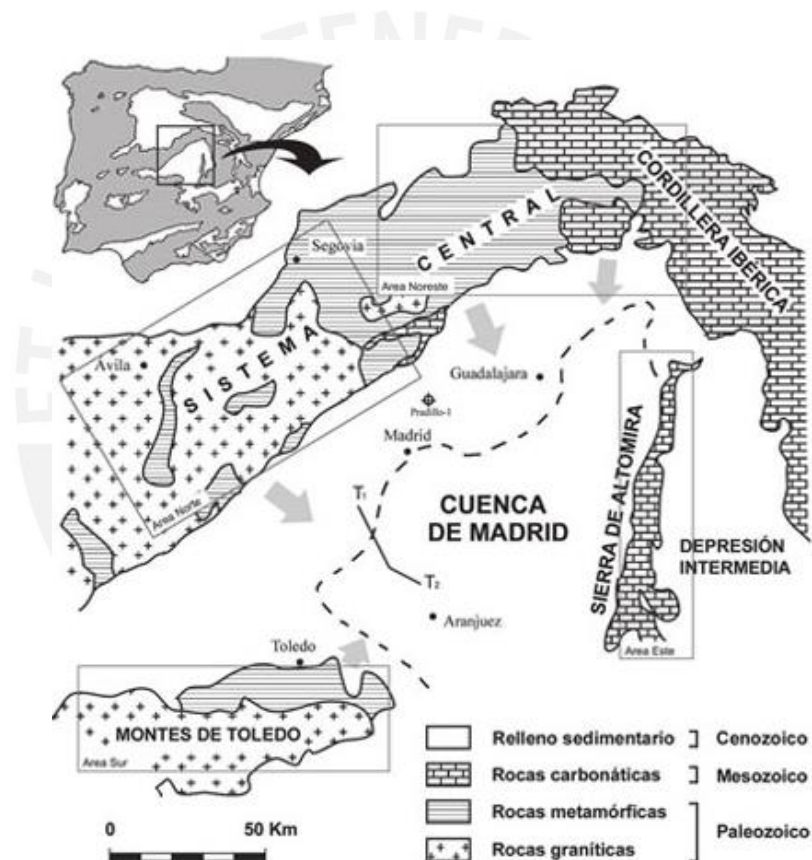 TENE
Segovia
CENTRAL
CORDILLERA IBÉRICA
Area Noreste
Ávila
SISTEMA
Guadalajara
Pradillo-1
Madrid
Area Norte
T1
CUENCA
DE MADRID
SIERRA DE ALTOMIRA
DEPRESIÓN
INTERMEDIA
T2
Aranjuez
Area Este
Toledo
MONTES DE TOLEDO
Area Sur
Relleno sedimentario
Cenozoico
Rocas carbonáticas
Mesozoico
Rocas metamórficas
Paleozoico
Rocas graníticas
0 50 Km